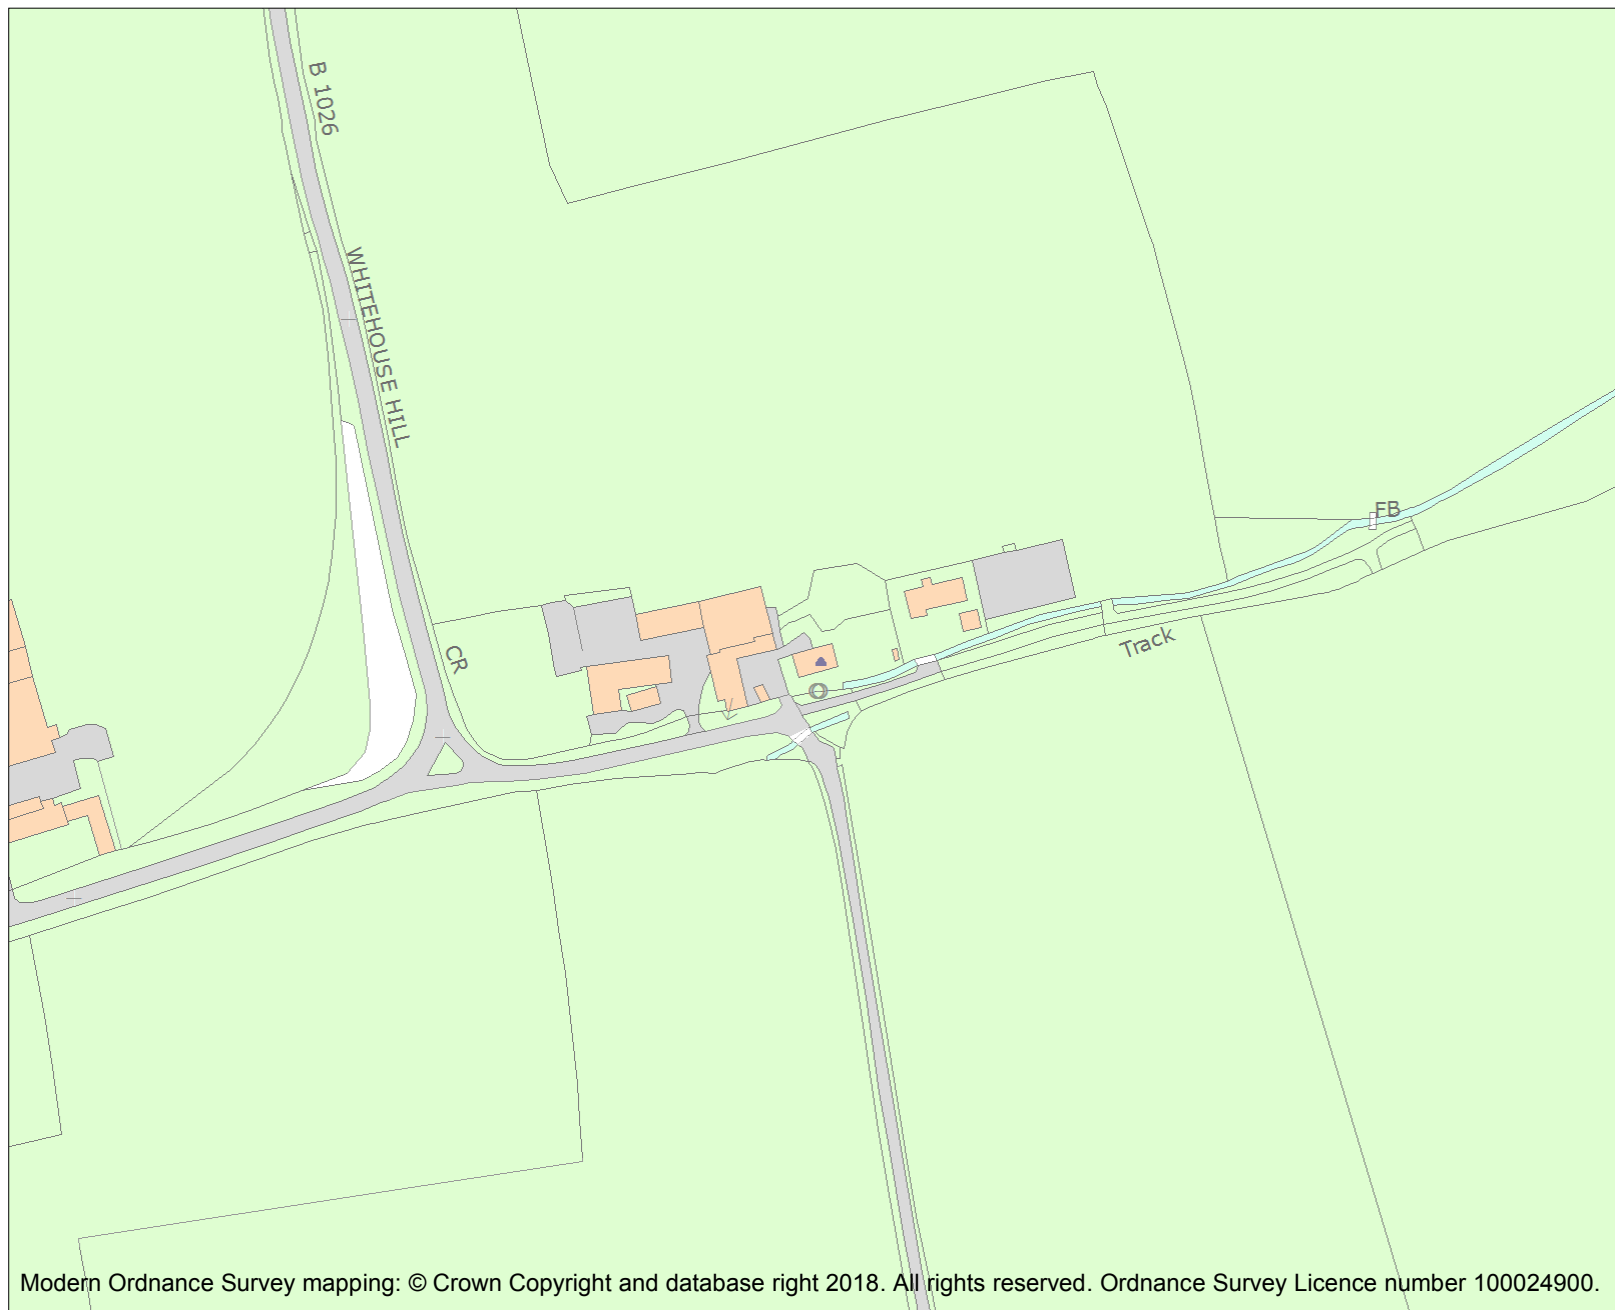 B 1026
WHITEHOUSE HILL
FB
CR
Track
Modern Ordnance Survey mapping: © Crown Copyright and database right 2018. All rights reserved. Ordnance Survey Licence number 100024900.